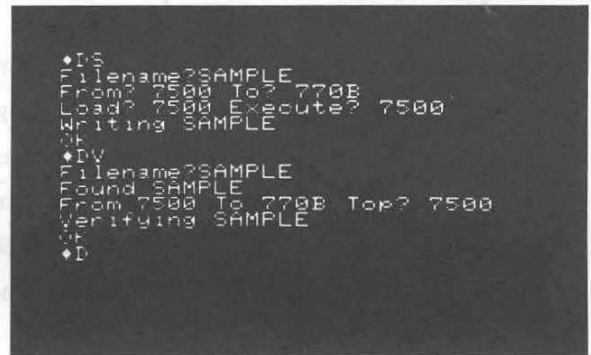 ♦DS
Filename?SAMPLE
From? 7500 To? 770B
Load? 7500 Execute? 7500
Writing SAMPLE
OK
♦DV
Filename?SAMPLE
Found SAMPLE
From 7500 To 770B Top? 7500
Verifying SAMPLE
OK
♦D